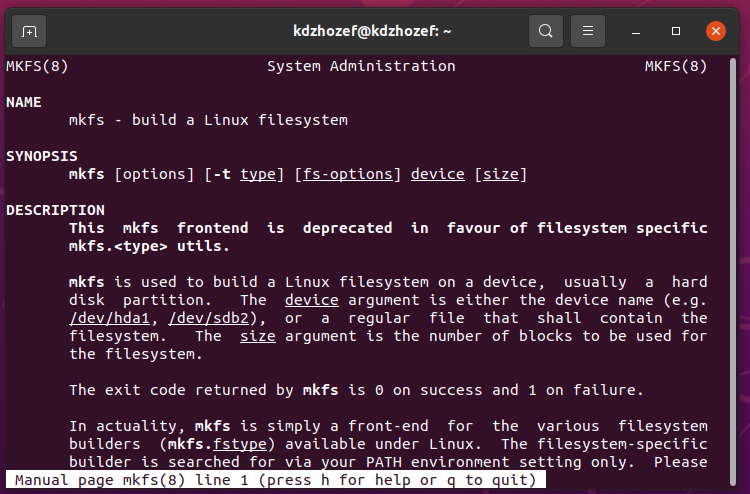 kdzhozef@kdzhozef: ~
MKFS(8) System Administration MKFS(8)
NAME
mkfs - build a Linux filesystem
SYNOPSIS
mkfs [options] [-t type] [fs-options] device [size]
DESCRIPTION
This mkfs frontend is deprecated in favour of filesystem specific
mkfs.<type> utils.
mkfs is used to build a Linux filesystem on a device, usually a hard
disk partition. The device argument is either the device name (e.g.
/dev/hda1, /dev/sdb2), or a regular file that shall contain the
filesystem. The size argument is the number of blocks to be used for
the filesystem.
The exit code returned by mkfs is 0 on success and 1 on failure.
In actuality, mkfs is simply a front-end for the various filesystem
builders (mkfs.fstype) available under Linux. The filesystem-specific
builder is searched for via your PATH environment setting only. Please
Manual page mkfs(8) line 1 (press h for help or q to quit)